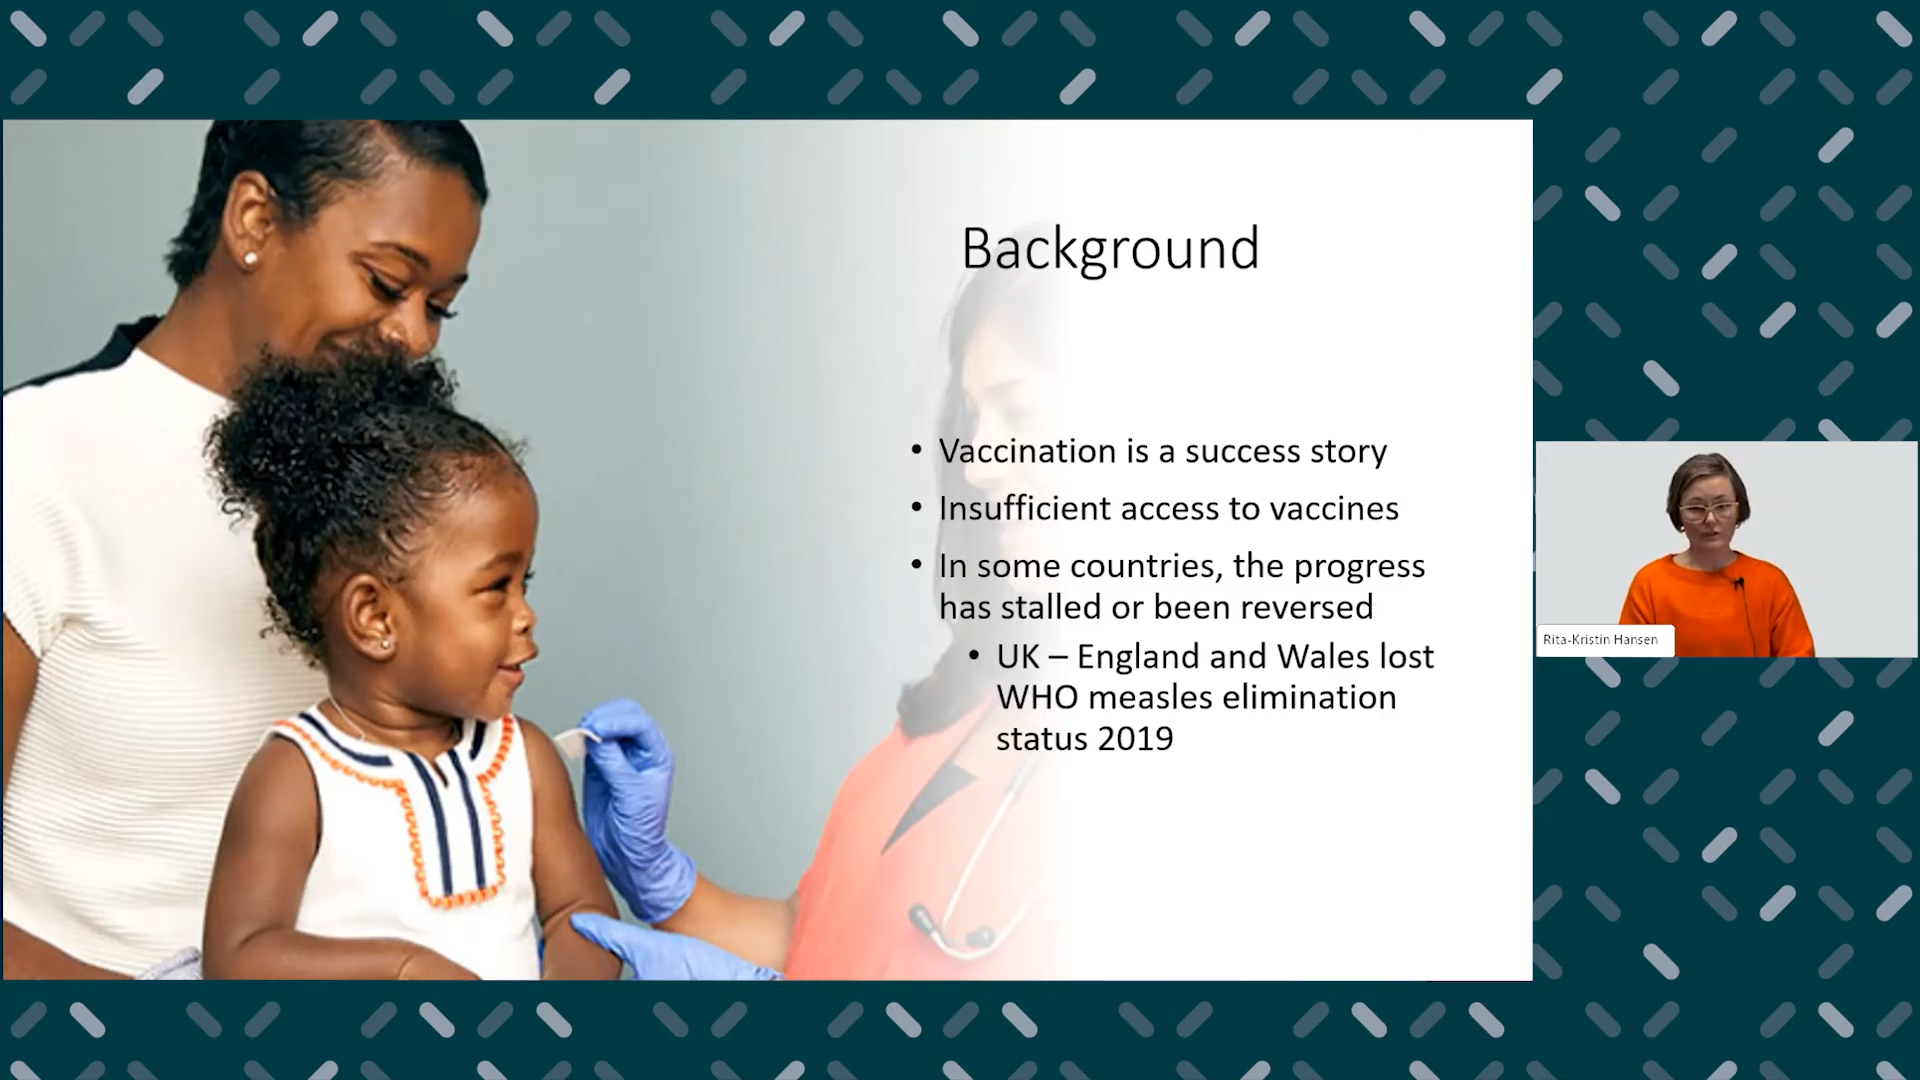 Background
• Vaccination is a success story
• Insufficient access to vaccines
• In some countries, the progress
has stalled or been reversed
• UK – England and Wales lost
WHO measles elimination
status 2019
Rita-Kristin Hansen